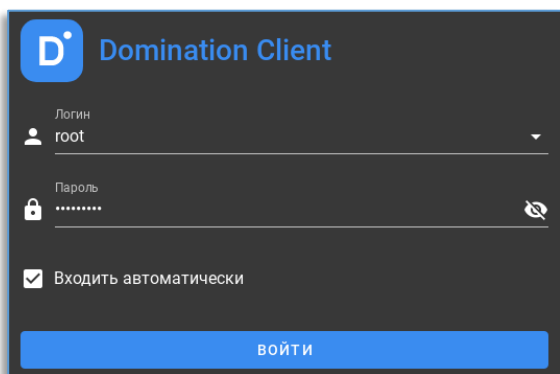 Domination Client
Логин
root
Пароль
•••••••••
Входить автоматически
ВОЙТИ